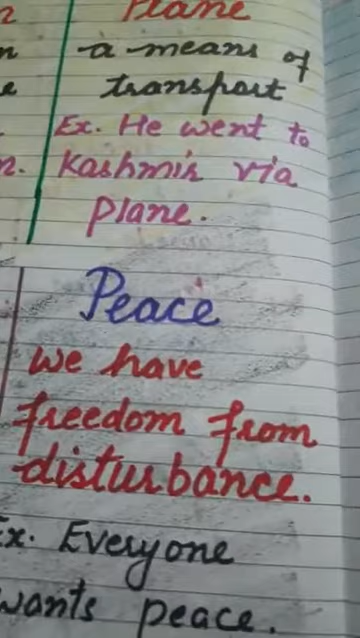 Plane
a means of
transport
Ex. He went to
Kashmir via
plane.
Peace
we have
freedom from
disturbance.
Ex. Everyone
wants peace.